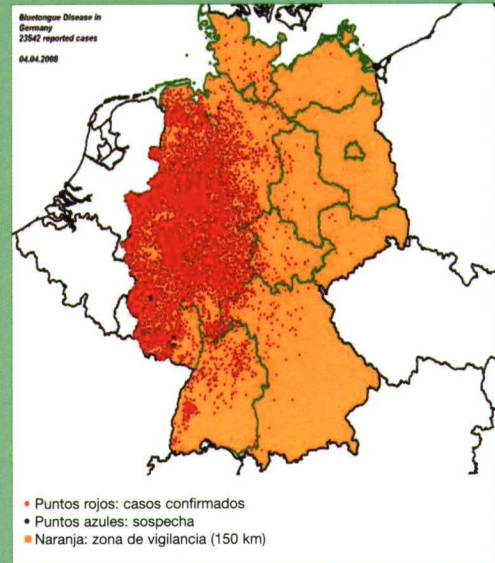 Bluetongue Disease in
Germany
23542 reported cases
04.04.2008
Puntos rojos: casos confirmados
Puntos azules: sospecha
Naranja: zona de vigilancia (150 km)